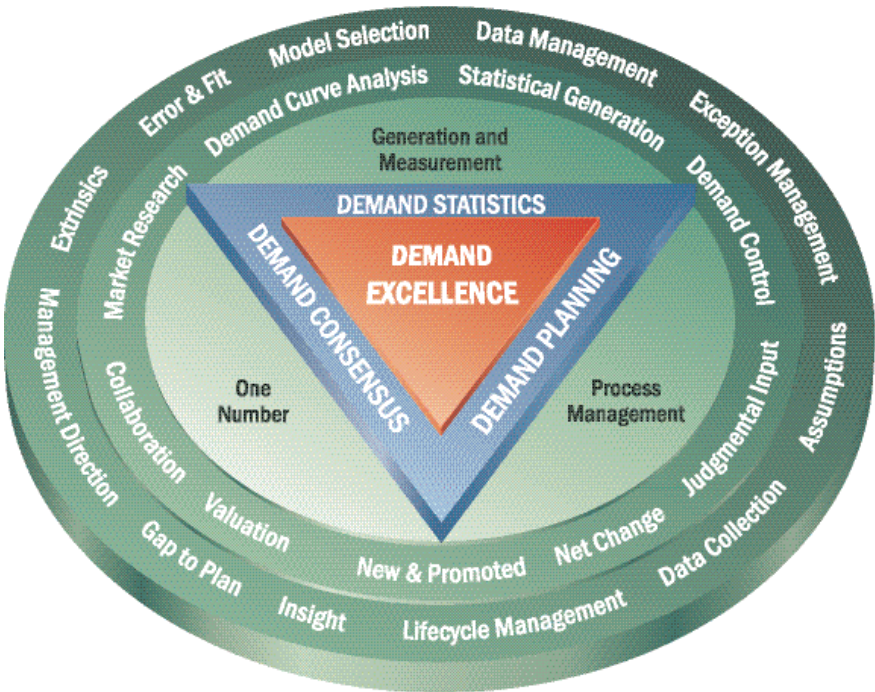 Model Selection
Data Management
Error & Fit
Exception Management
Extrinsics
Demand Curve Analysis
Statistical Generation
Market Research
Demand Control
Generation and
Measurement
DEMAND STATISTICS
DEMAND
EXCELLENCE
DEMAND CONSENSUS
DEMAND PLANNING
One
Number
Process
Management
Management Direction
Assumptions
Collaboration
Judgmental Input
Valuation
Net Change
New & Promoted
Gap to Plan
Data Collection
Insight
Lifecycle Management